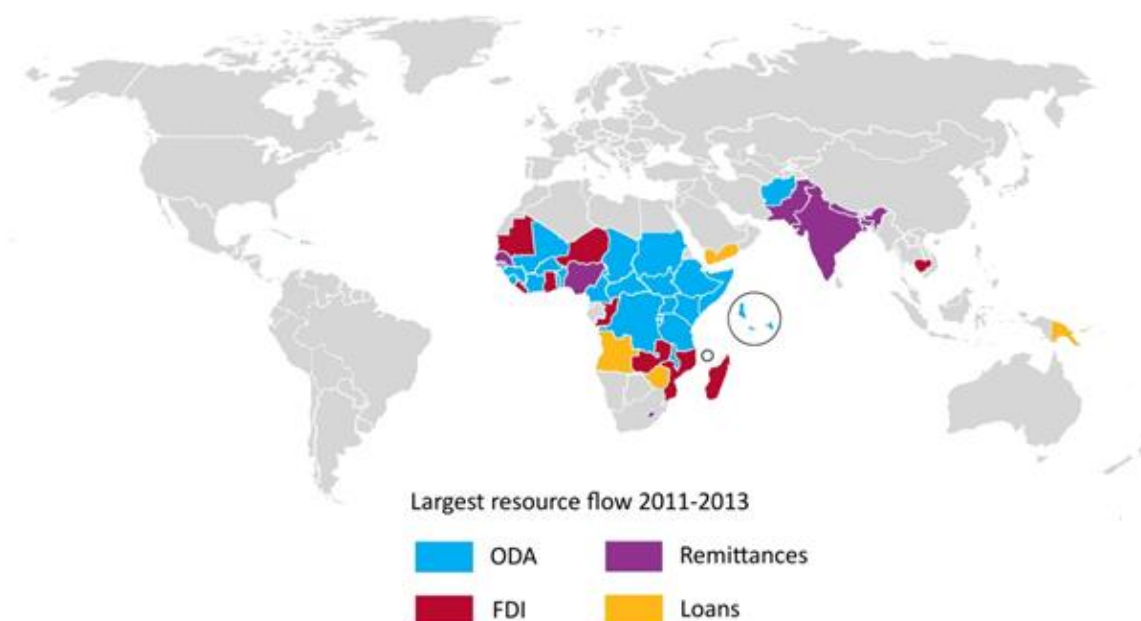 Largest resource flow 2011-2013
ODA
Remittances
FDI
Loans